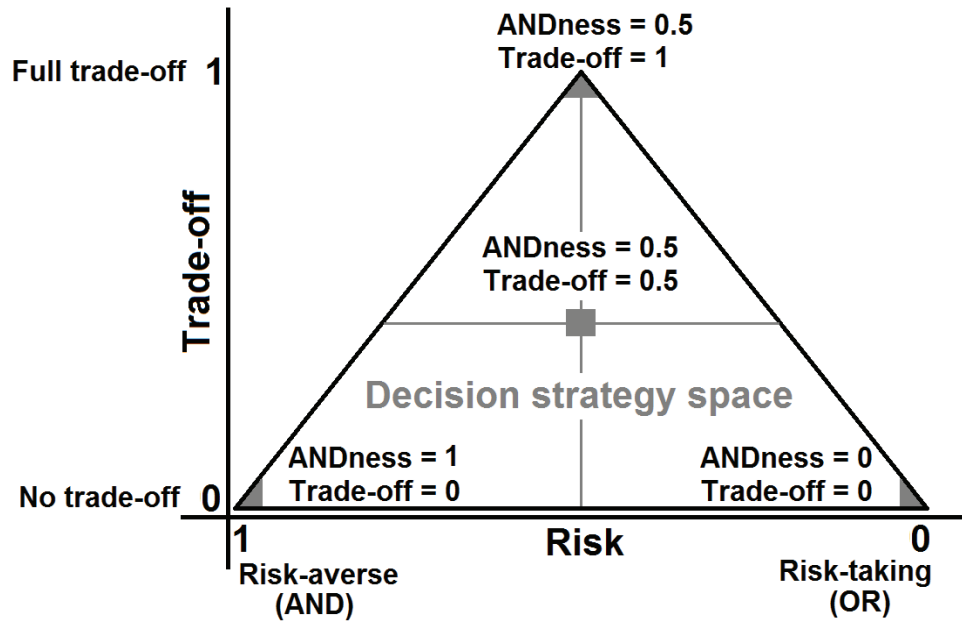 ANDness = 0.5
Trade-off = 1
Full trade-off 1
Trade-off
ANDness = 0.5
Trade-off = 0.5
Decision strategy space
ANDness = 1
Trade-off = 0
ANDness = 0
Trade-off = 0
No trade-off 0
1
Risk
0
Risk-averse
(AND)
Risk-taking
(OR)